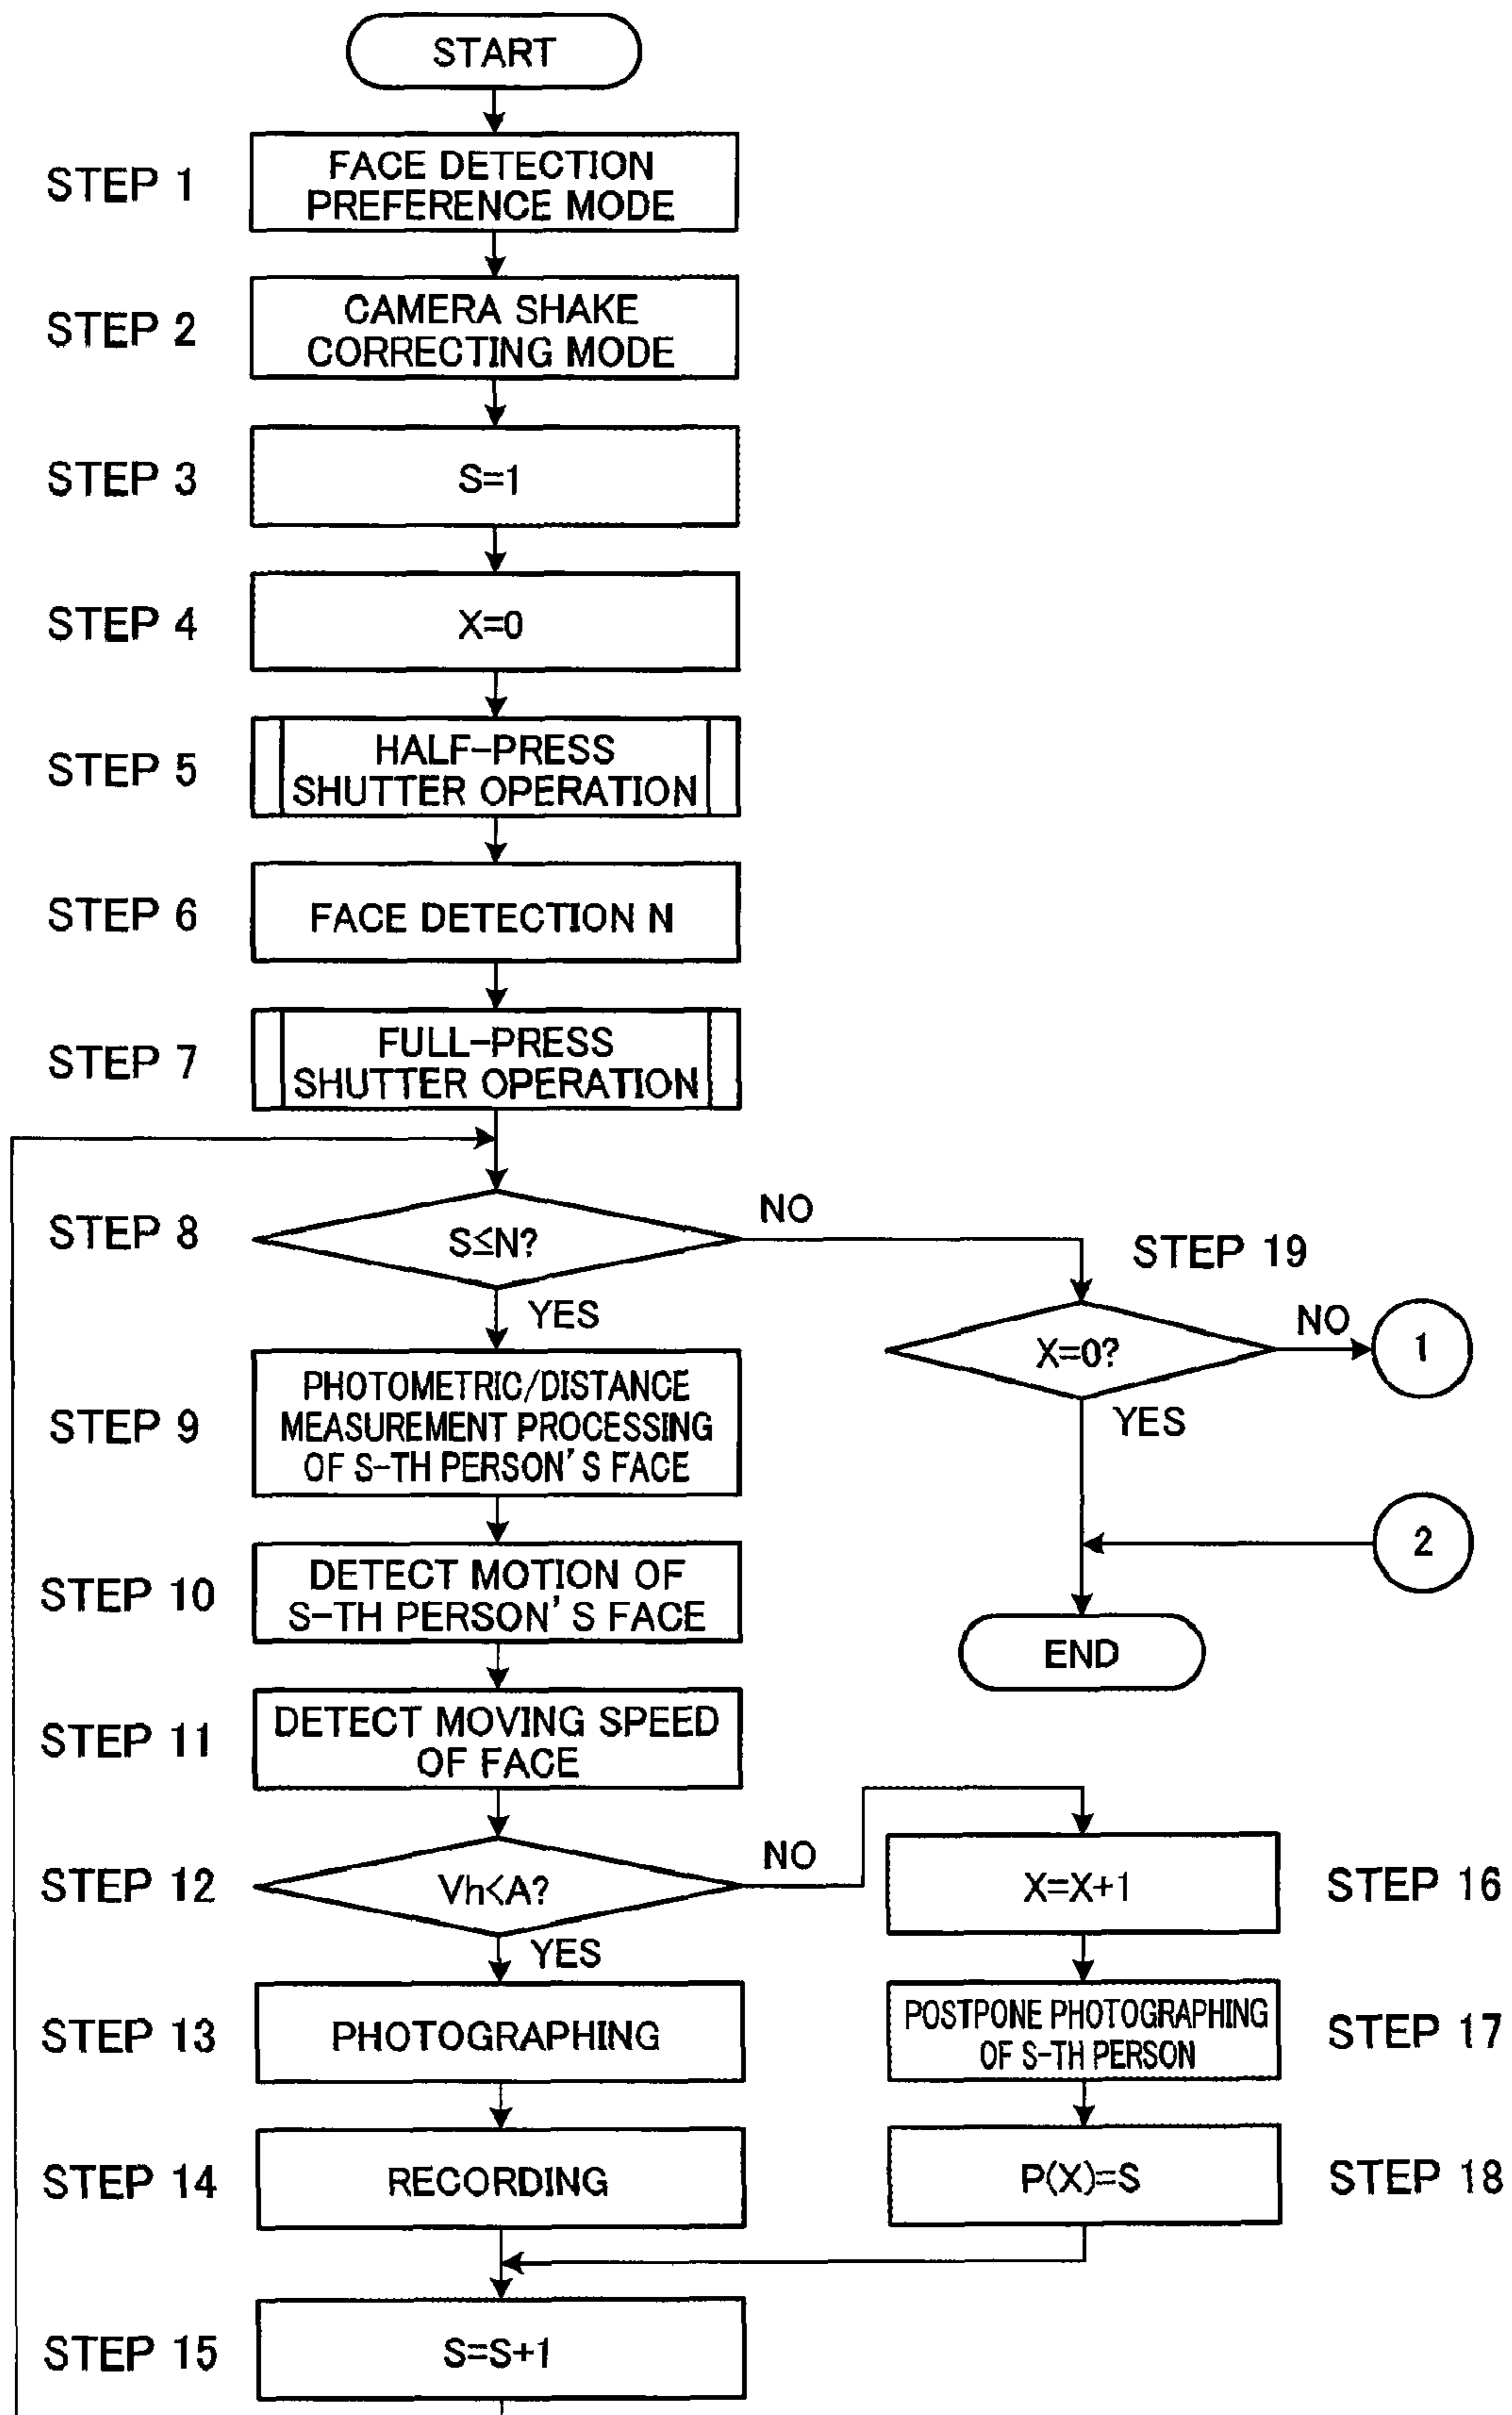 START
STEP 1
FACE DETECTION
PREFERENCE MODE
STEP 2
CAMERA SHAKE
CORRECTING MODE
STEP 3
S=1
STEP 4
X=0
STEP 5
HALF-PRESS
SHUTTER OPERATION
STEP 6
FACE DETECTION N
STEP 7
FULL-PRESS
SHUTTER OPERATION
STEP 8
S≤N?
NO
YES
STEP 19
X=0?
NO
1
YES
2
END
STEP 9
PHOTOMETRIC/DISTANCE
MEASUREMENT PROCESSING
OF S-TH PERSON'S FACE
STEP 10
DETECT MOTION OF
S-TH PERSON'S FACE
STEP 11
DETECT MOVING SPEED
OF FACE
STEP 12
Vh<A?
NO
YES
X=X+1
STEP 16
STEP 13
PHOTOGRAPHING
POSTPONE PHOTOGRAPHING
OF S-TH PERSON
STEP 17
STEP 14
RECORDING
P(X)=S
STEP 18
STEP 15
S=S+1